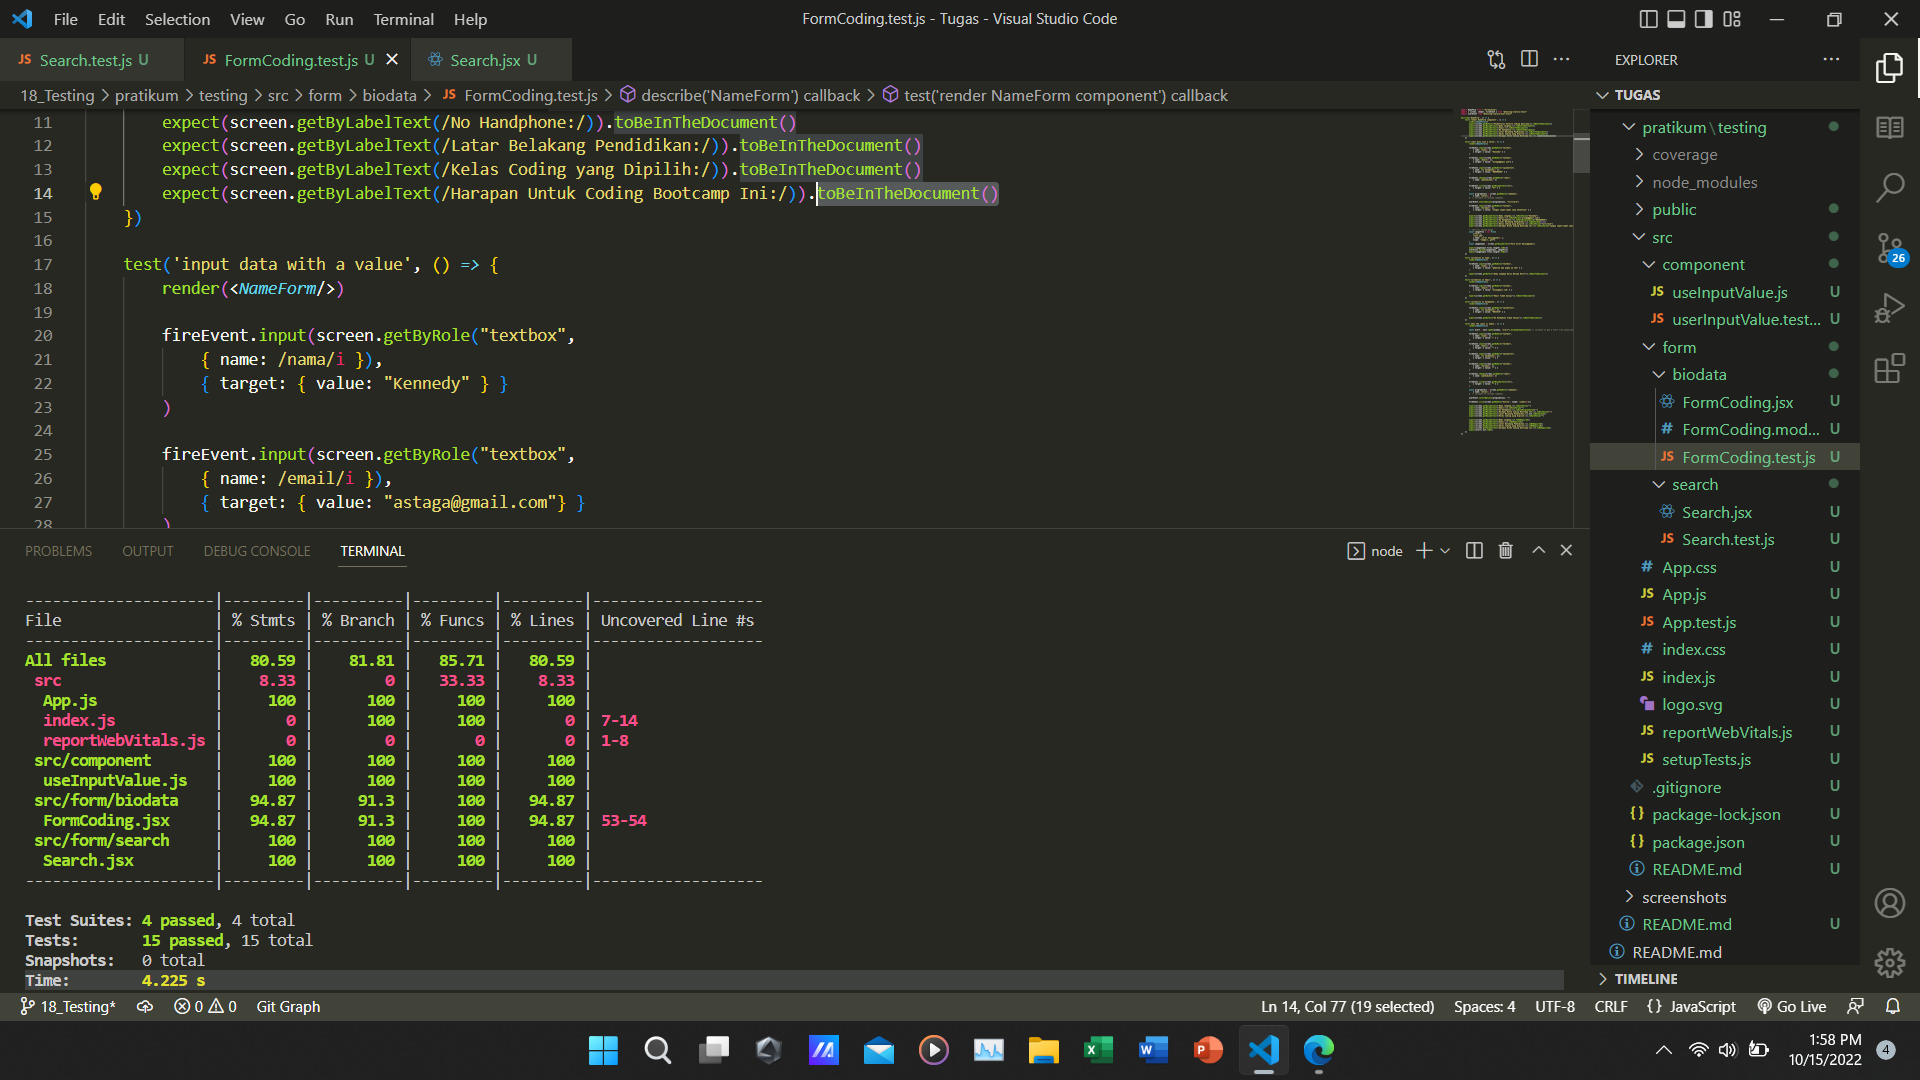 File Edit Selection View Go Run Terminal Help FormCoding.test.js - Tugas - Visual Studio Code
JS Search.test.js U JS FormCoding.test.js U Search.jsx U
EXPLORER
18_Testing > pratikum > testing > src > form > biodata > JS FormCoding.test.js > describe('NameForm') callback > test('render NameForm component') callback
11 expect(screen.getByLabelText(/No Handphone:/)).toBeInTheDocument()
12 expect(screen.getByLabelText(/Latar Belakang Pendidikan:/)).toBeInTheDocument()
13 expect(screen.getByLabelText(/Kelas Coding yang Dipilih:/)).toBeInTheDocument()
14 expect(screen.getByLabelText(/Harapan Untuk Coding Bootcamp Ini:/)).toBeInTheDocument()
15 })
16
17 test('input data with a value', () => {
18 render(<NameForm/>)
19
20 fireEvent.input(screen.getByRole("textbox",
21 { name: /nama/i }),
22 { target: { value: "Kennedy" } }
23 )
24
25 fireEvent.input(screen.getByRole("textbox",
26 { name: /email/i }),
27 { target: { value: "astaga@gmail.com"} }
28 )
TUGAS
pratikum\testing
coverage
node_modules
public
src
component
JS useInputValue.js U
JS userInputValue.test... U
form
biodata
FormCoding.jsx U
# FormCoding.mod... U
JS FormCoding.test.js U
search
Search.jsx U
JS Search.test.js U
# App.css U
JS App.js U
JS App.test.js U
# index.css U
JS index.js U
logo.svg U
JS reportWebVitals.js U
JS setupTests.js U
.gitignore U
{} package-lock.json U
{} package.json U
README.md U
screenshots
README.md U
README.md
TIMELINE
26
PROBLEMS OUTPUT DEBUG CONSOLE TERMINAL node
---------------------|---------|----------|---------|---------|-------------------
File | % Stmts | % Branch | % Funcs | % Lines | Uncovered Line #s
---------------------|---------|----------|---------|---------|-------------------
All files | 80.59 | 81.81 | 85.71 | 80.59 |
src | 8.33 | 0 | 33.33 | 8.33 |
App.js | 100 | 100 | 100 | 100 |
index.js | 0 | 100 | 100 | 0 | 7-14
reportWebVitals.js | 0 | 0 | 0 | 0 | 1-8
src/component | 100 | 100 | 100 | 100 |
useInputValue.js | 100 | 100 | 100 | 100 |
src/form/biodata | 94.87 | 91.3 | 100 | 94.87 |
FormCoding.jsx | 94.87 | 91.3 | 100 | 94.87 | 53-54
src/form/search | 100 | 100 | 100 | 100 |
Search.jsx | 100 | 100 | 100 | 100 |
---------------------|---------|----------|---------|---------|-------------------
Test Suites: 4 passed, 4 total
Tests: 15 passed, 15 total
Snapshots: 0 total
Time: 4.225 s
18_Testing* 0 0 Git Graph Ln 14, Col 77 (19 selected) Spaces: 4 UTF-8 CRLF {} JavaScript Go Live
1:58 PM
10/15/2022
4